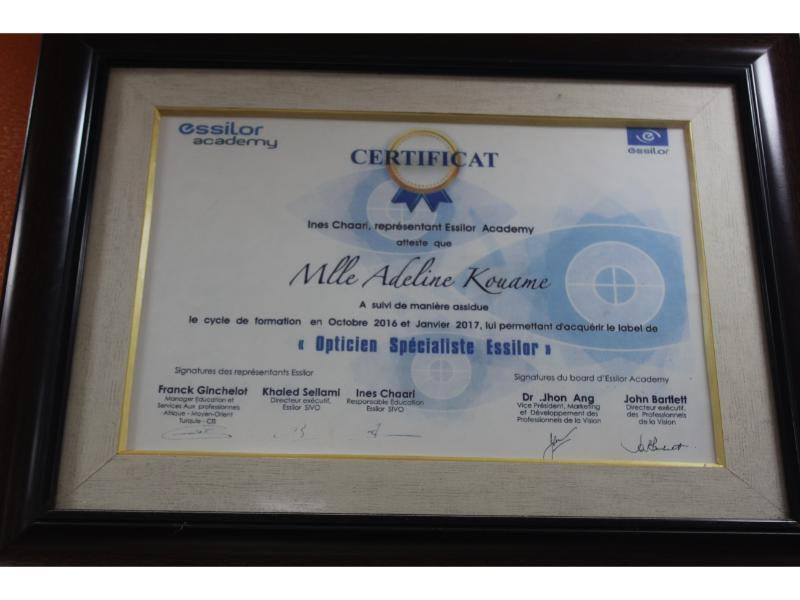 essilor
academy
essilor
CERTIFICAT
Ines Chaari, représentant Essilor Academy
atteste que
Mlle Adeline Kouame
A suivi de manière assidue
le cycle de formation en Octobre 2016 et Janvier 2017, lui permettant d'acquérir le label de
« Opticien Spécialiste Essilor »
Signatures des représentants Essilor
Franck Ginchelot
Manager Education et
Services Aux professionnels
Afrique - Moyen-Orient
Turquie - CEI
Khaled Sellami
Directeur exécutif,
Essilor SIVO
Ines Chaari
Responsable Education
Essilor SIVO
Signatures du board d'Essilor Academy
Dr .Jhon Ang
Vice Président, Marketing
et Développement des
Professionnels de la Vision
John Bartlett
Directeur exécutif,
des Professionnels
de la Vision